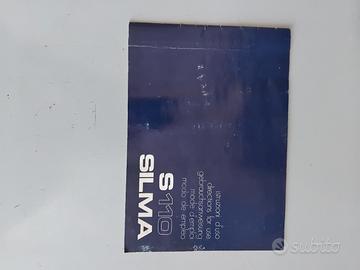 SILMA
S 110
istruzioni d'uso
directions for use
gebrauchsanweisung
mode d'emploi
modo de empleo
subito